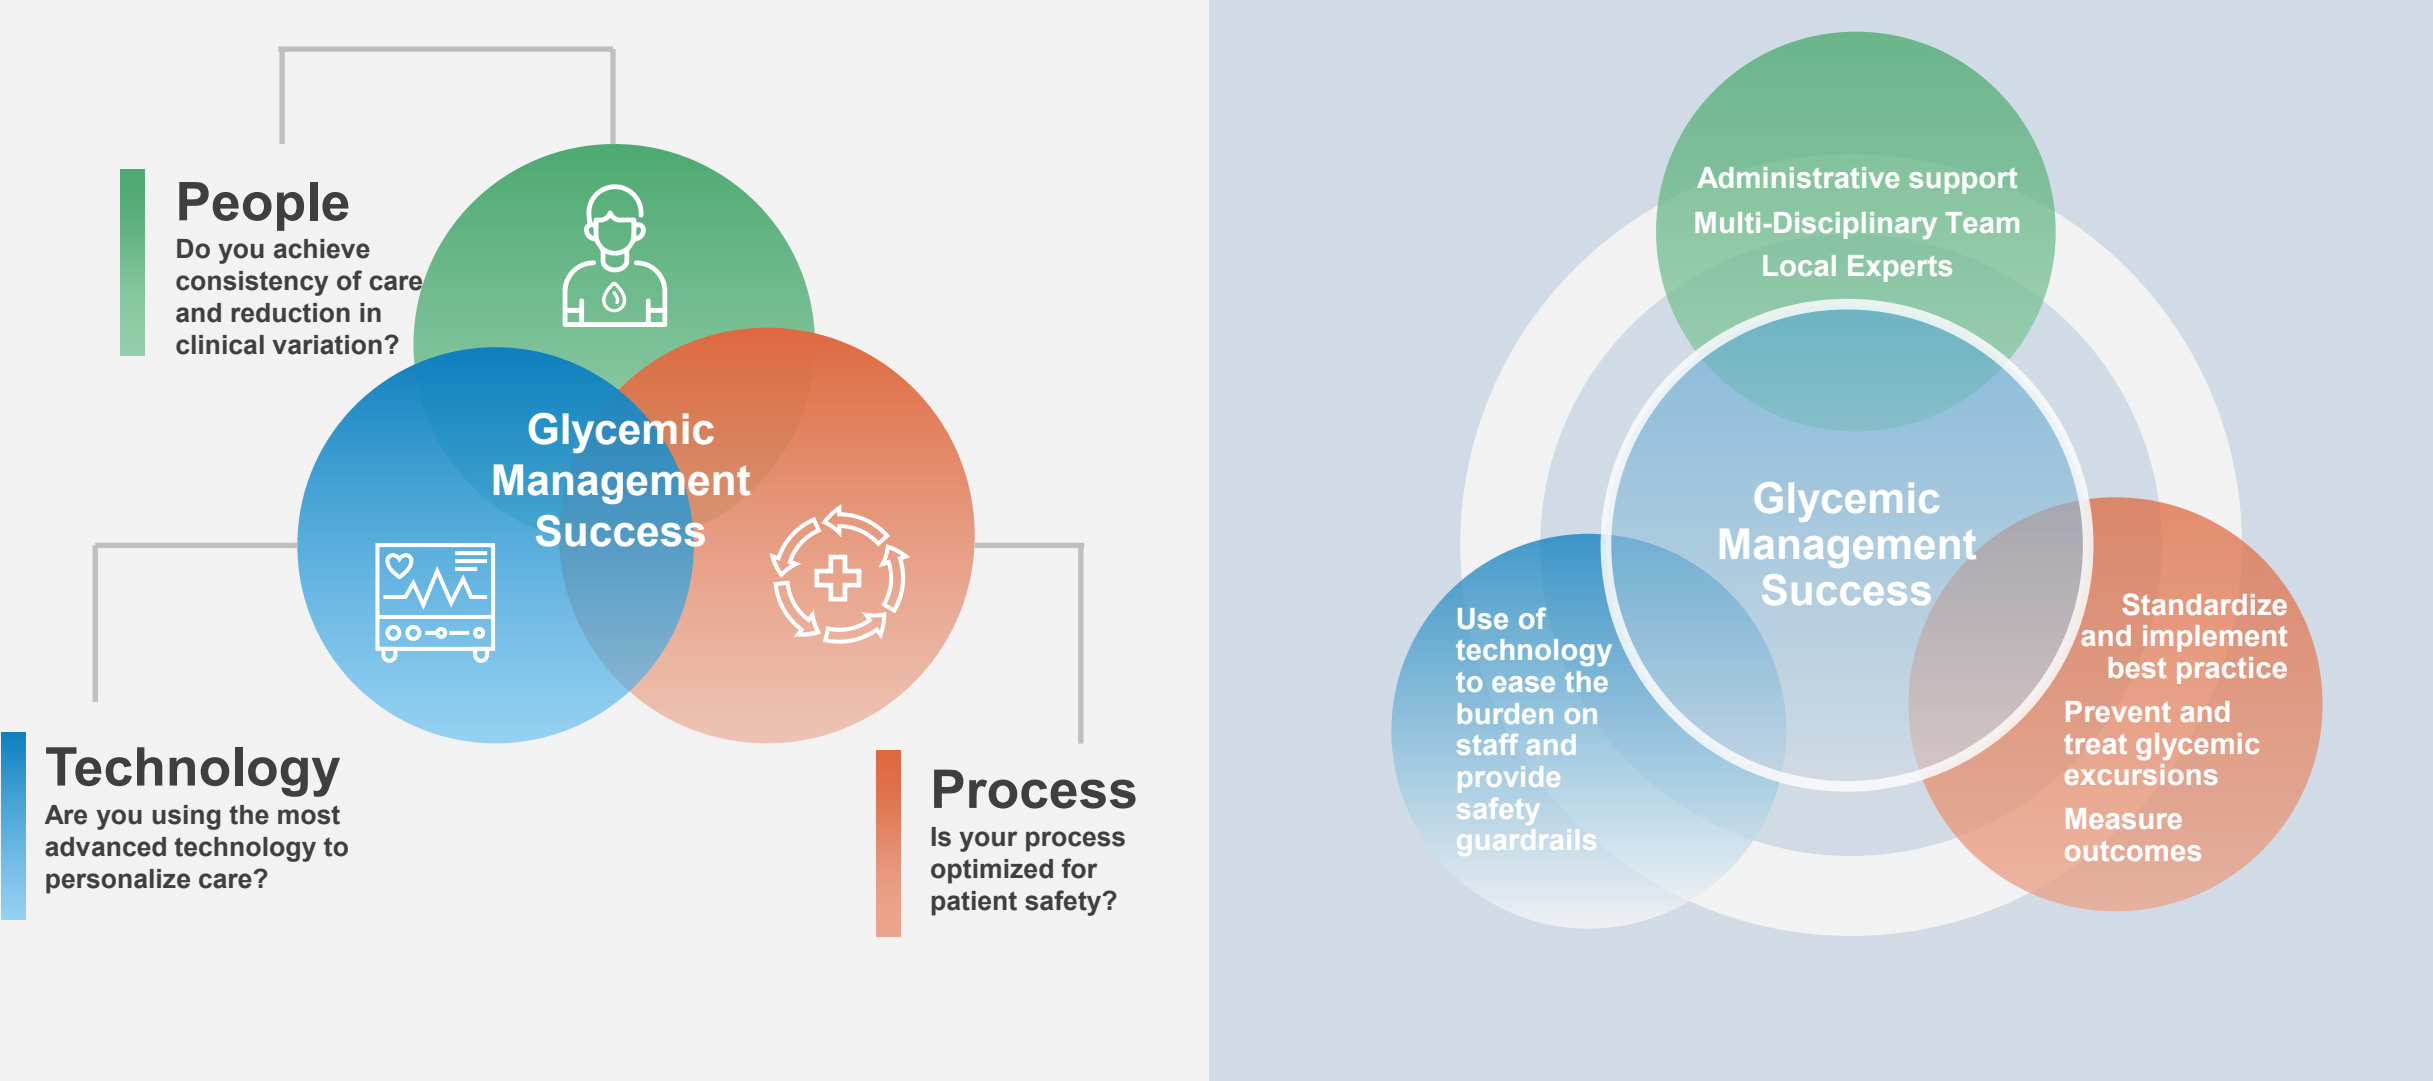 People
Do you achieve
consistency of care
and reduction in
clinical variation?
Glycemic
Management
Success
Technology
Are you using the most
advanced technology to
personalize care?
Process
Is your process
optimized for
patient safety?
Administrative support
Multi-Disciplinary Team
Local Experts
Glycemic
Management
Success
Use of
technology
to ease the
burden on
staff and
provide
safety
guardrails
Standardize
and implement
best practice
Prevent and
treat glycemic
excursions
Measure
outcomes